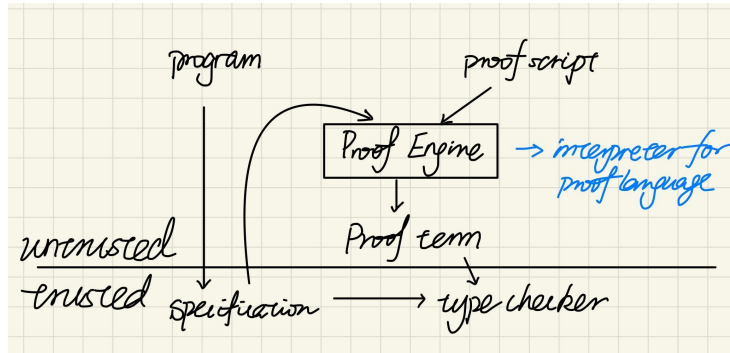 program
proof script
Proof Engine
→ interpreter for
proof language
Proof term
untrusted
trusted
specification
type checker